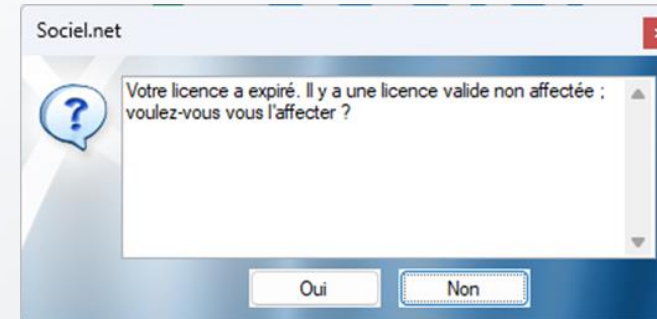 Sociel.net
Votre licence a expiré. Il y a une licence valide non affectée ;
voulez-vous vous l'affecter ?
Oui
Non